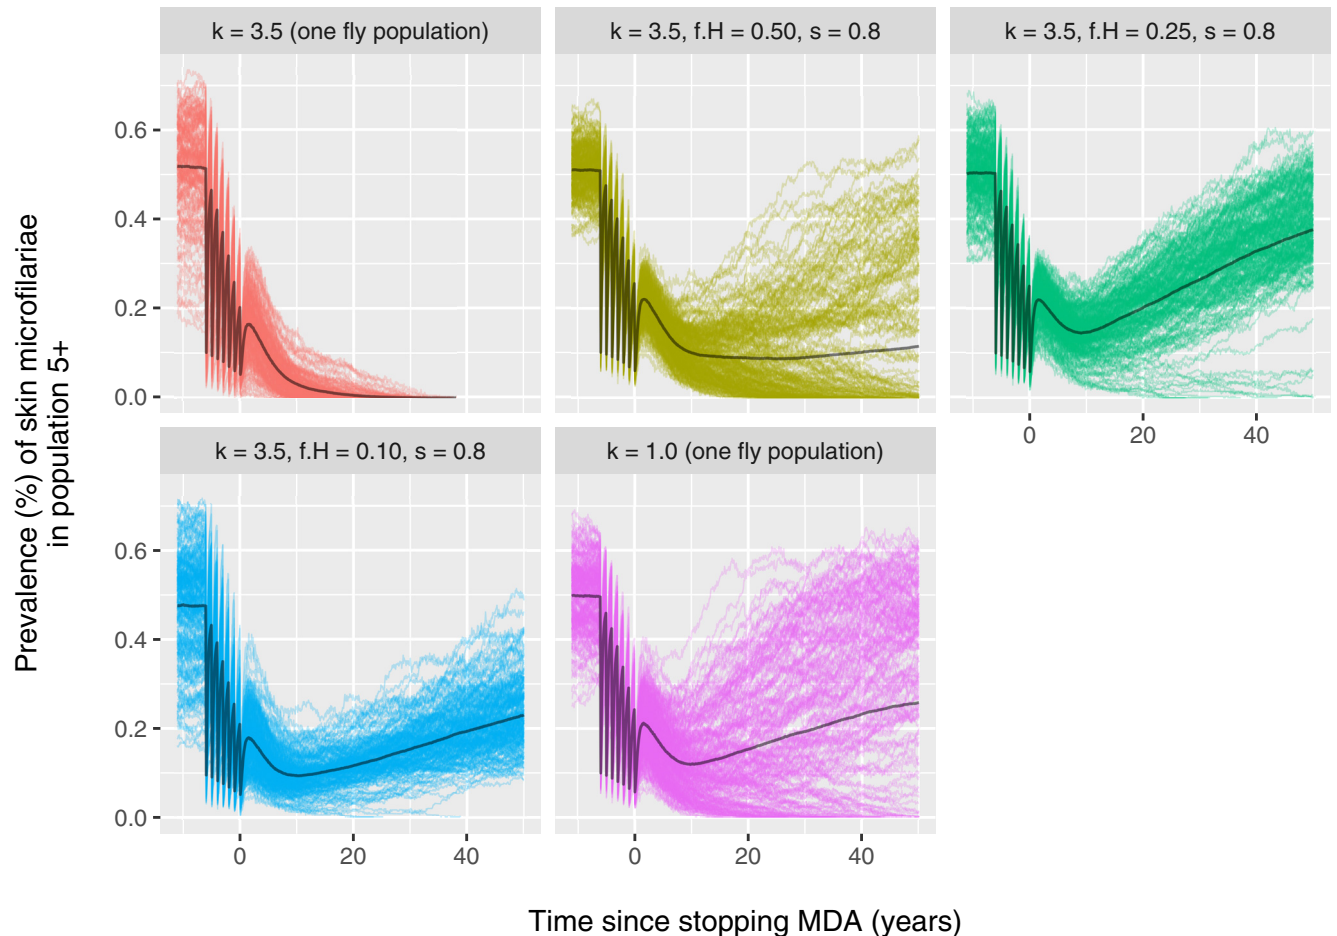 k = 3.5 (one fly population)
k = 3.5, f.H = 0.50, s = 0.8
k = 3.5, f.H = 0.25, s = 0.8
0.6
0.4
0.2
0.0
0
20
40
k = 3.5, f.H = 0.10, s = 0.8
k = 1.0 (one fly population)
0.6
0.4
0.2
0.0
0
20
40
0
20
40
Prevalence (%) of skin microfilariae
in population 5+
Time since stopping MDA (years)